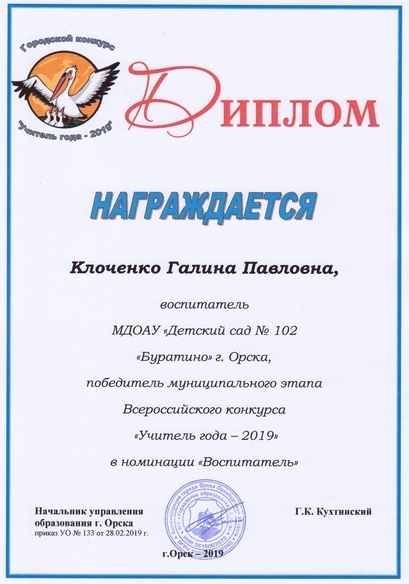 Городской конкурс
"Учитель года - 2019"
Диплом
НАГРАЖДАЕТСЯ
Клоченко Галина Павловна,
воспитатель
МДОАУ «Детский сад № 102
«Буратино» г. Орска,
победитель муниципального этапа
Всероссийского конкурса
«Учитель года – 2019»
в номинации «Воспитатель»
Начальник управления
образования г. Орска
приказ УО № 133 от 28.02.2019 г.
Г.К. Кухтинский
г.Орск – 2019